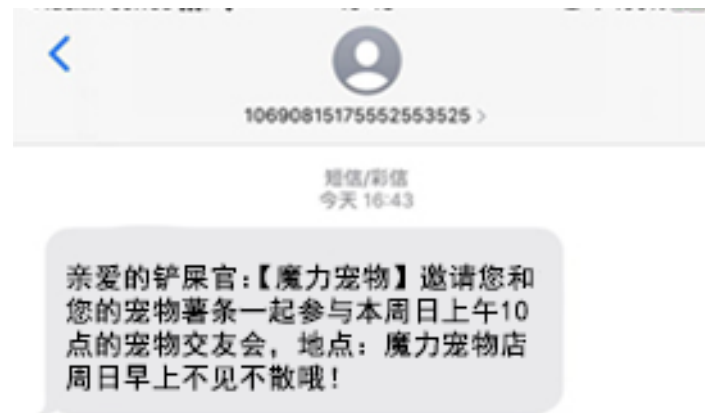 106908151755552553525 >
短信/彩信
今天 16:43
亲爱的铲屎官:【魔力宠物】邀请您和
您的宠物薯条一起参与本周日上午10
点的宠物交友会，地点：魔力宠物店
周日早上不见不散哦！